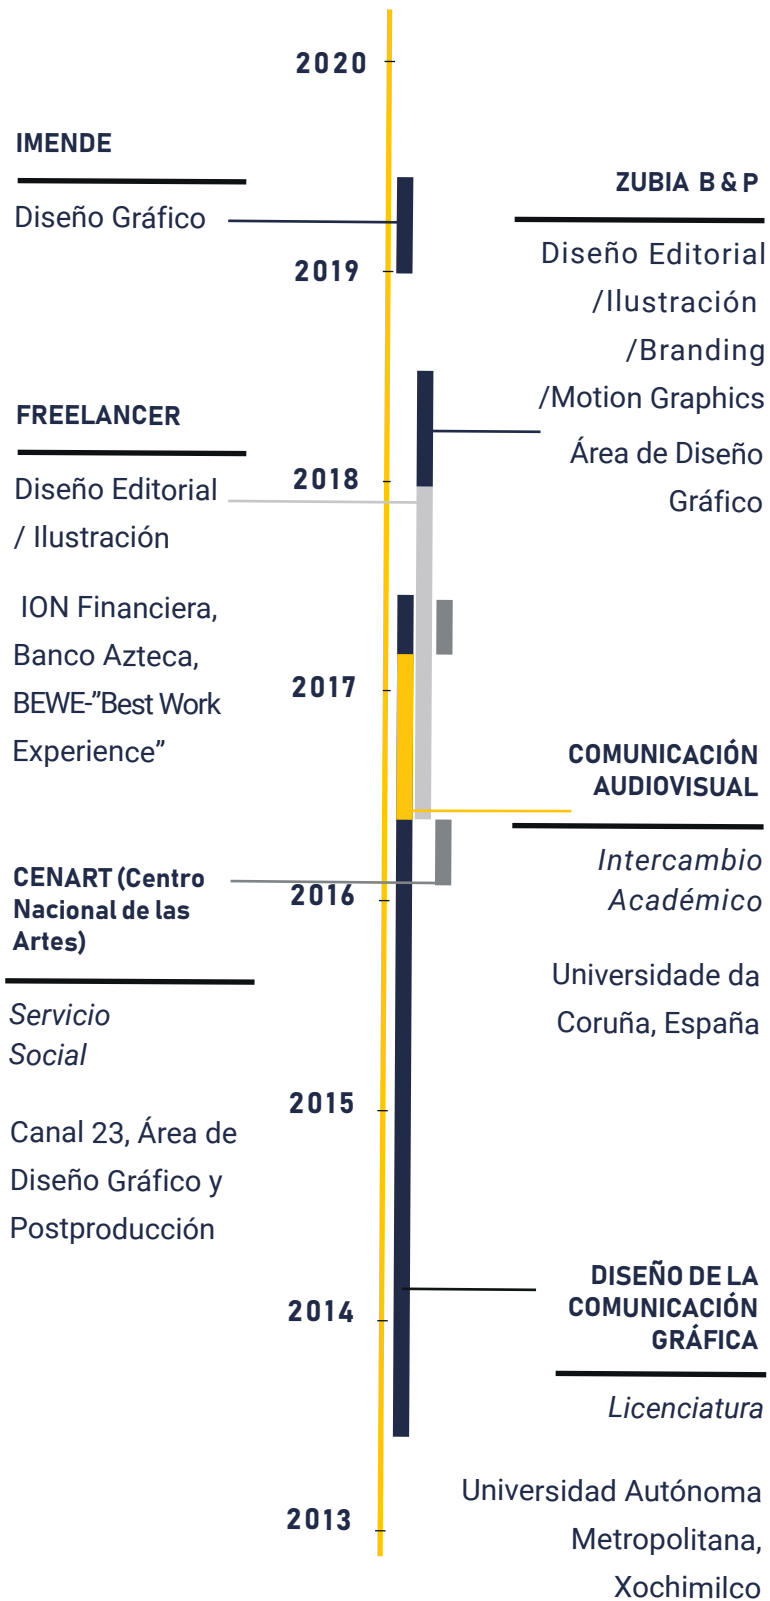 2020
IMENDE
Diseño Gráfico
ZUBIA B & P
Diseño Editorial
/Ilustración
/Branding
/Motion Graphics
Área de Diseño
Gráfico
2019
FREELANCER
Diseño Editorial
/ Ilustración
ION Financiera,
Banco Azteca,
BEWE-”Best Work
Experience”
2018
2017
COMUNICACIÓN
AUDIOVISUAL
Intercambio
Académico
Universidade da
Coruña, España
CENART (Centro
Nacional de las
Artes)
Servicio
Social
Canal 23, Área de
Diseño Gráfico y
Postproducción
2016
2015
2014
DISEÑO DE LA
COMUNICACIÓN
GRÁFICA
Licenciatura
Universidad Autónoma
Metropolitana,
Xochimilco
2013